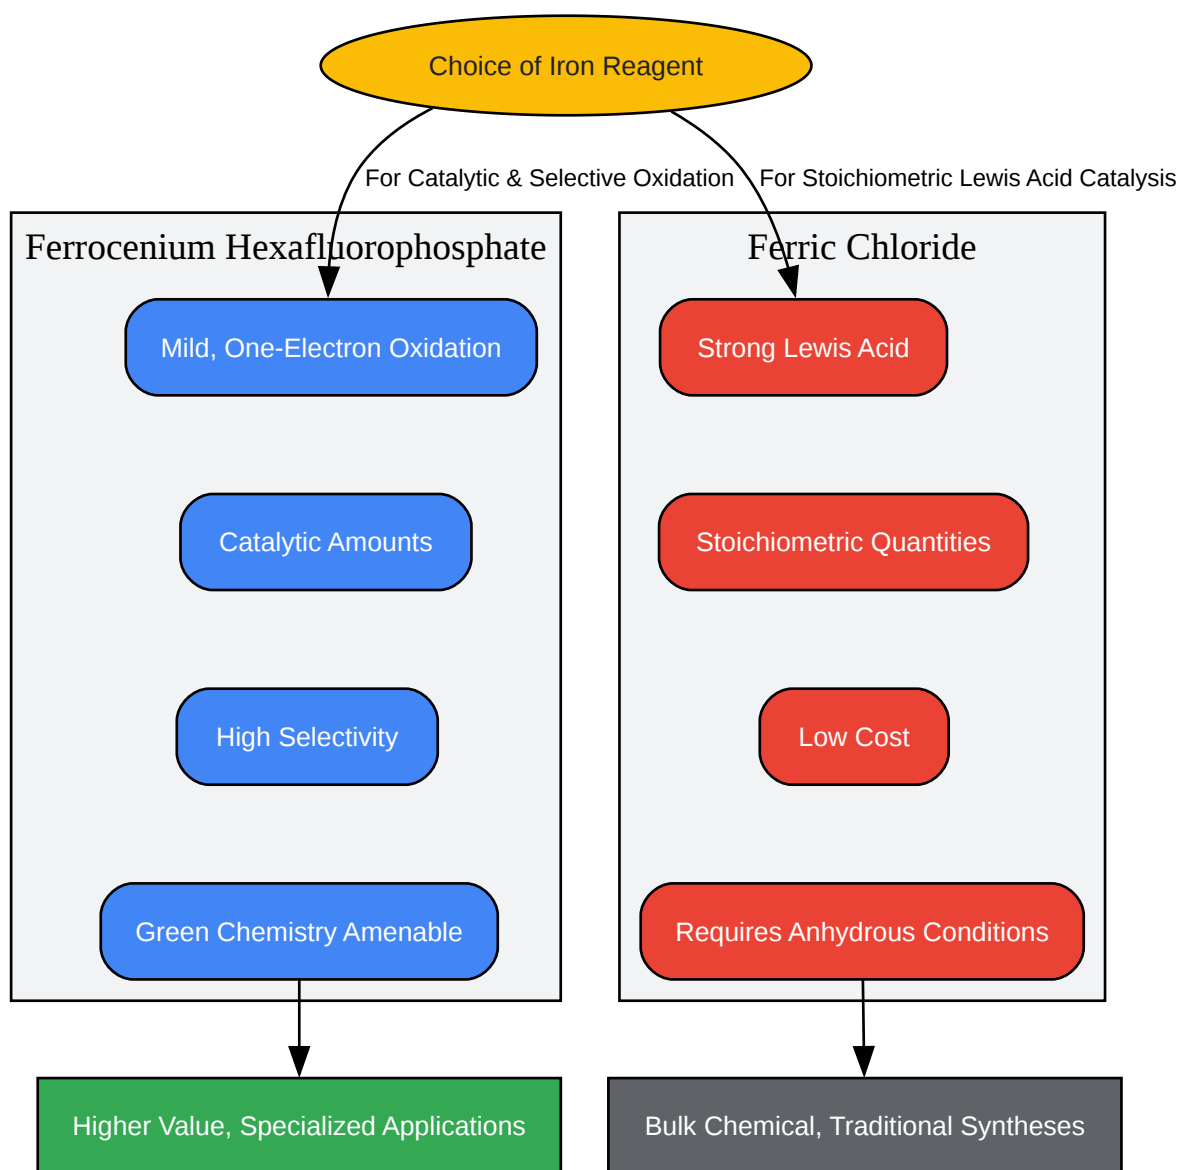 Choice of Iron Reagent
For Catalytic & Selective Oxidation
For Stoichiometric Lewis Acid Catalysis
Ferrocenium Hexafluorophosphate
Mild, One-Electron Oxidation
Catalytic Amounts
High Selectivity
Green Chemistry Amenable
Higher Value, Specialized Applications
Ferric Chloride
Strong Lewis Acid
Stoichiometric Quantities
Low Cost
Requires Anhydrous Conditions
Bulk Chemical, Traditional Syntheses